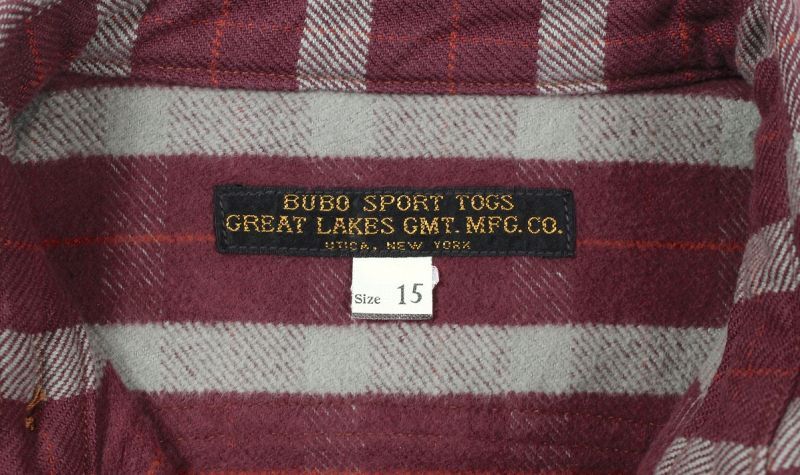 BUBO SPORT TOGS
GREAT LAKES GMT. MFG. CO.
UTICA, NEW YORK
Size 15